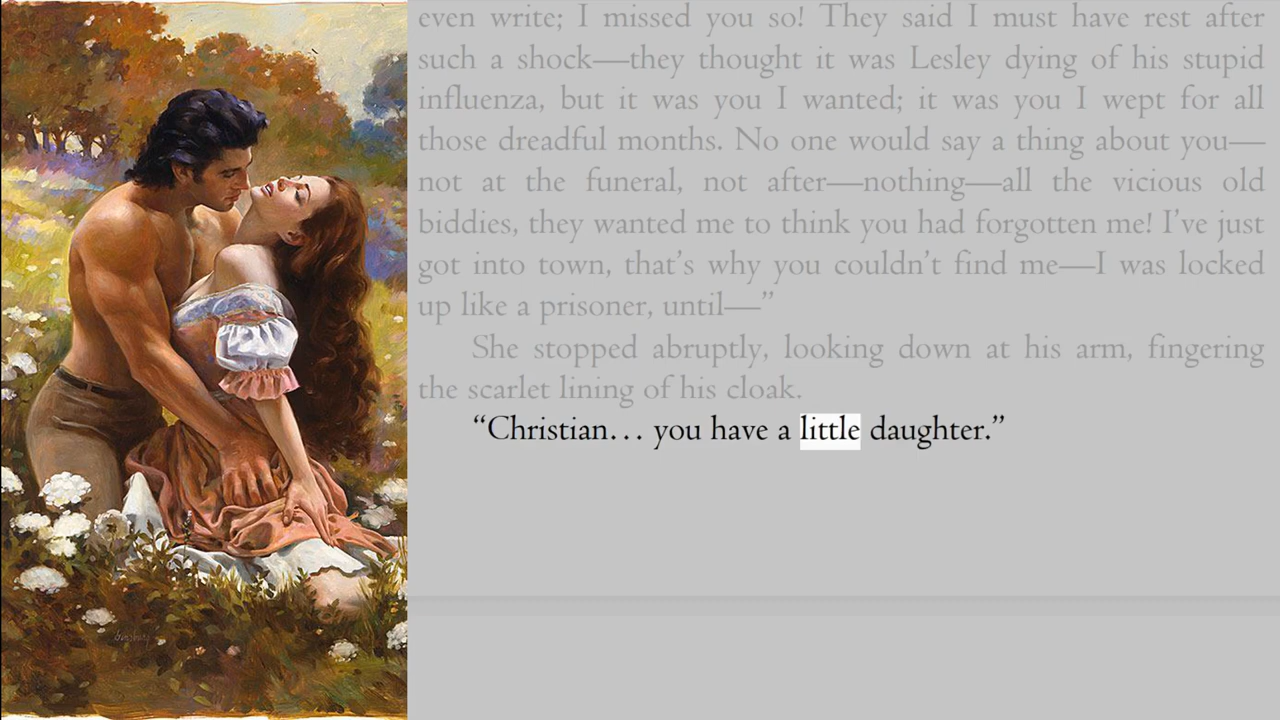 even write; I missed you so! They said I must have rest after
such a shock—they thought it was Lesley dying of his stupid
influenza, but it was you I wanted; it was you I wept for all
those dreadful months. No one would say a thing about you—
not at the funeral, not after—nothing—all the vicious old
biddies, they wanted me to think you had forgotten me! I’ve just
got into town, that’s why you couldn’t find me—I was locked
up like a prisoner, until—”
She stopped abruptly, looking down at his arm, fingering
the scarlet lining of his cloak.
“Christian… you have a little daughter.”